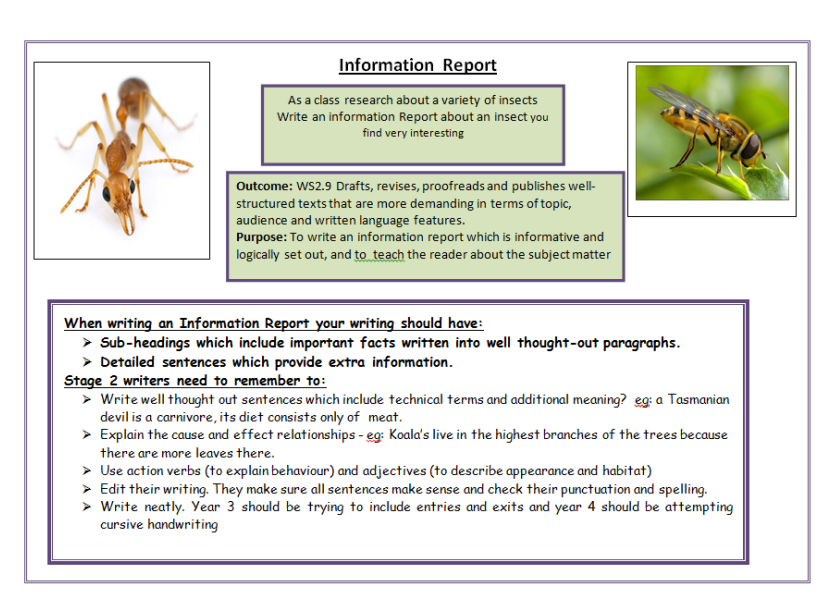 Information Report
As a class research about a variety of insects
Write an information Report about an insect you
find very interesting
Outcome: WS2.9 Drafts, revises, proofreads and publishes well-
structured texts that are more demanding in terms of topic,
audience and written language features.
Purpose: To write an information report which is informative and
logically set out, and to teach the reader about the subject matter
When writing an Information Report your writing should have:
➢ Sub-headings which include important facts written into well thought-out paragraphs.
➢ Detailed sentences which provide extra information.
Stage 2 writers need to remember to:
➢ Write well thought out sentences which include technical terms and additional meaning? eg: a Tasmanian
devil is a carnivore, its diet consists only of meat.
➢ Explain the cause and effect relationships - eg: Koala's live in the highest branches of the trees because
there are more leaves there.
➢ Use action verbs (to explain behaviour) and adjectives (to describe appearance and habitat)
➢ Edit their writing. They make sure all sentences make sense and check their punctuation and spelling.
➢ Write neatly. Year 3 should be trying to include entries and exits and year 4 should be attempting
cursive handwriting